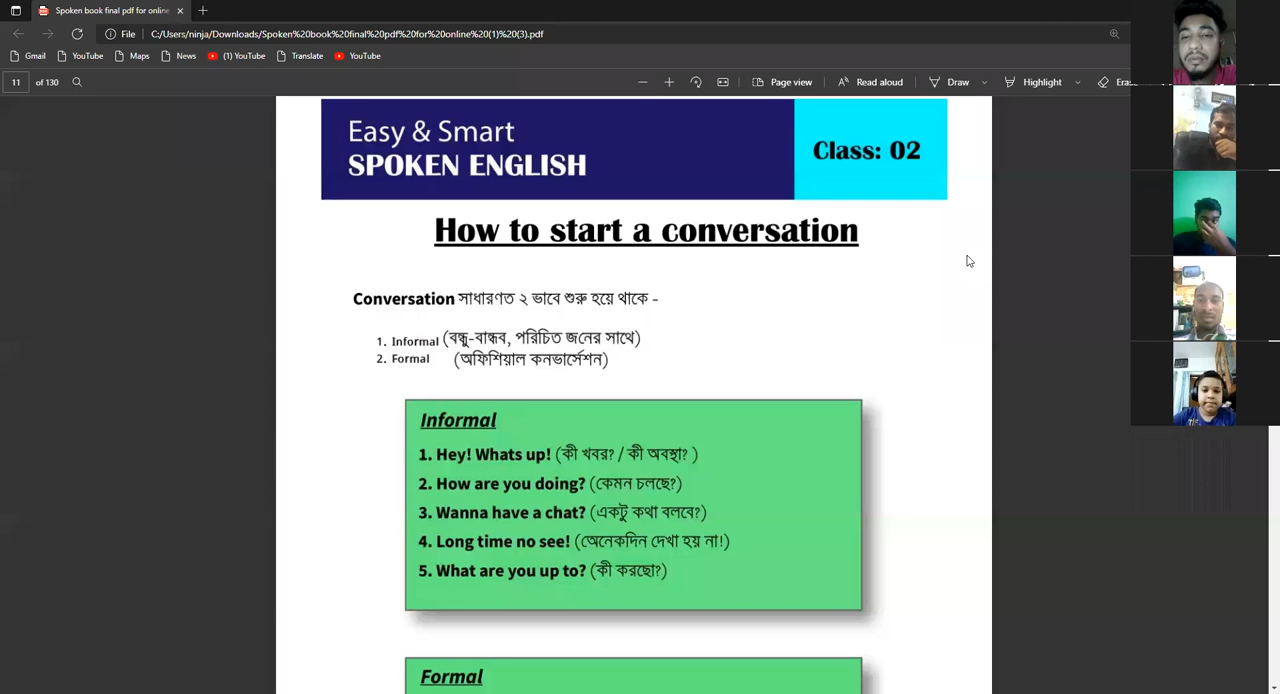 Spoken book final pdf for online
File
C:/Users/ninja/Downloads/Spoken%20book%20final%20pdf%20for%20online%20(1)%20(3).pdf
Gmail YouTube Maps News (1) YouTube Translate YouTube
11 of 130 Page view Read aloud Draw Highlight Era
Easy & Smart
SPOKEN ENGLISH
Class: 02
How to start a conversation
Conversation সাধারণত ২ ভাবে শুরু হয়ে থাকে -
1. Informal (বন্ধু-বান্ধব, পরিচিত জনের সাথে)
2. Formal (অফিশিয়াল কনভার্সেশন)
Informal
1. Hey! Whats up! (কী খবর? / কী অবস্থা? )
2. How are you doing? (কেমন চলছে?)
3. Wanna have a chat? (একটু কথা বলবে?)
4. Long time no see! (অেনেকদিন দেখা হয় না!)
5. What are you up to? (কী করছো?)
Formal